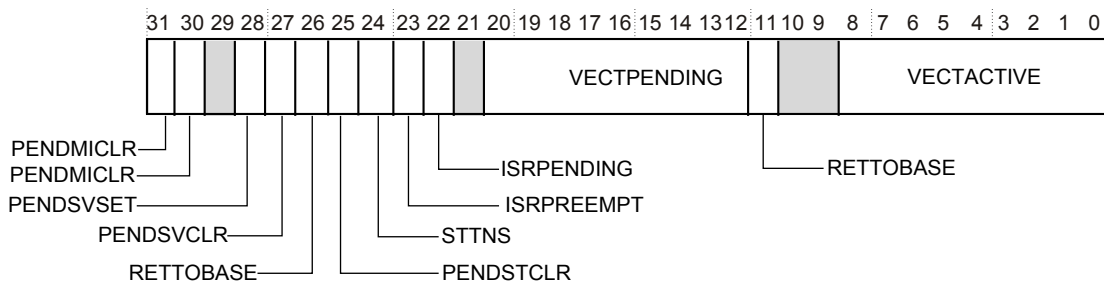 31 30 29 28 27 26 25 24 23 22 21 20 19 18 17 16 15 14 13 12 11 10 9 8 7 6 5 4 3 2 1 0
VECTPENDING VECTACTIVE
PENDMICLR
PENDMICLR
PENDSVSET
PENDSVCLR
RETTOBASE
ISRPENDING
ISRPREEMPT
STTNS
PENDSTCLR
RETTOBASE